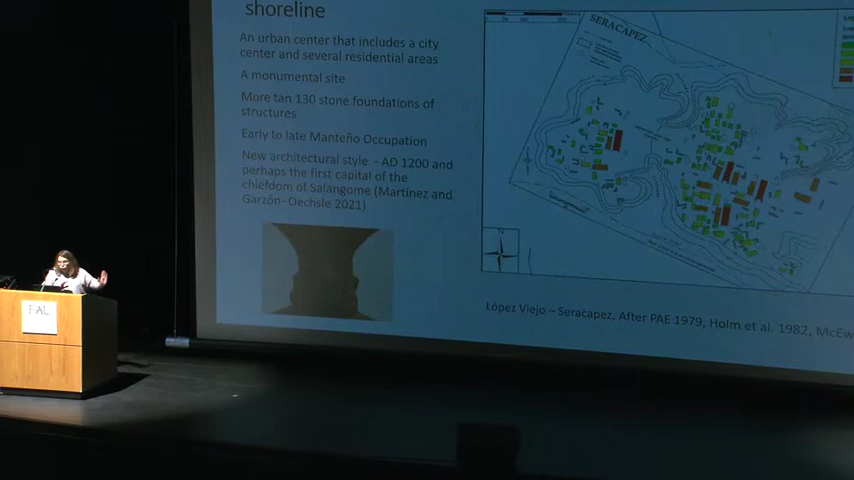 shoreline
An urban center that includes a city
center and several residential areas
A monumental site
More tan 130 stone foundations of
structures
Early to late Manteño Occupation
New architectural style - AD 1200 and
perhaps the first capital of the
chiefdom of Salangome (Martínez and
Garzón- Oechsle 2021)
SERACAPEZ
López Viejo – Seracapez, After PAE 1979, Holm et al. 1982, McEw